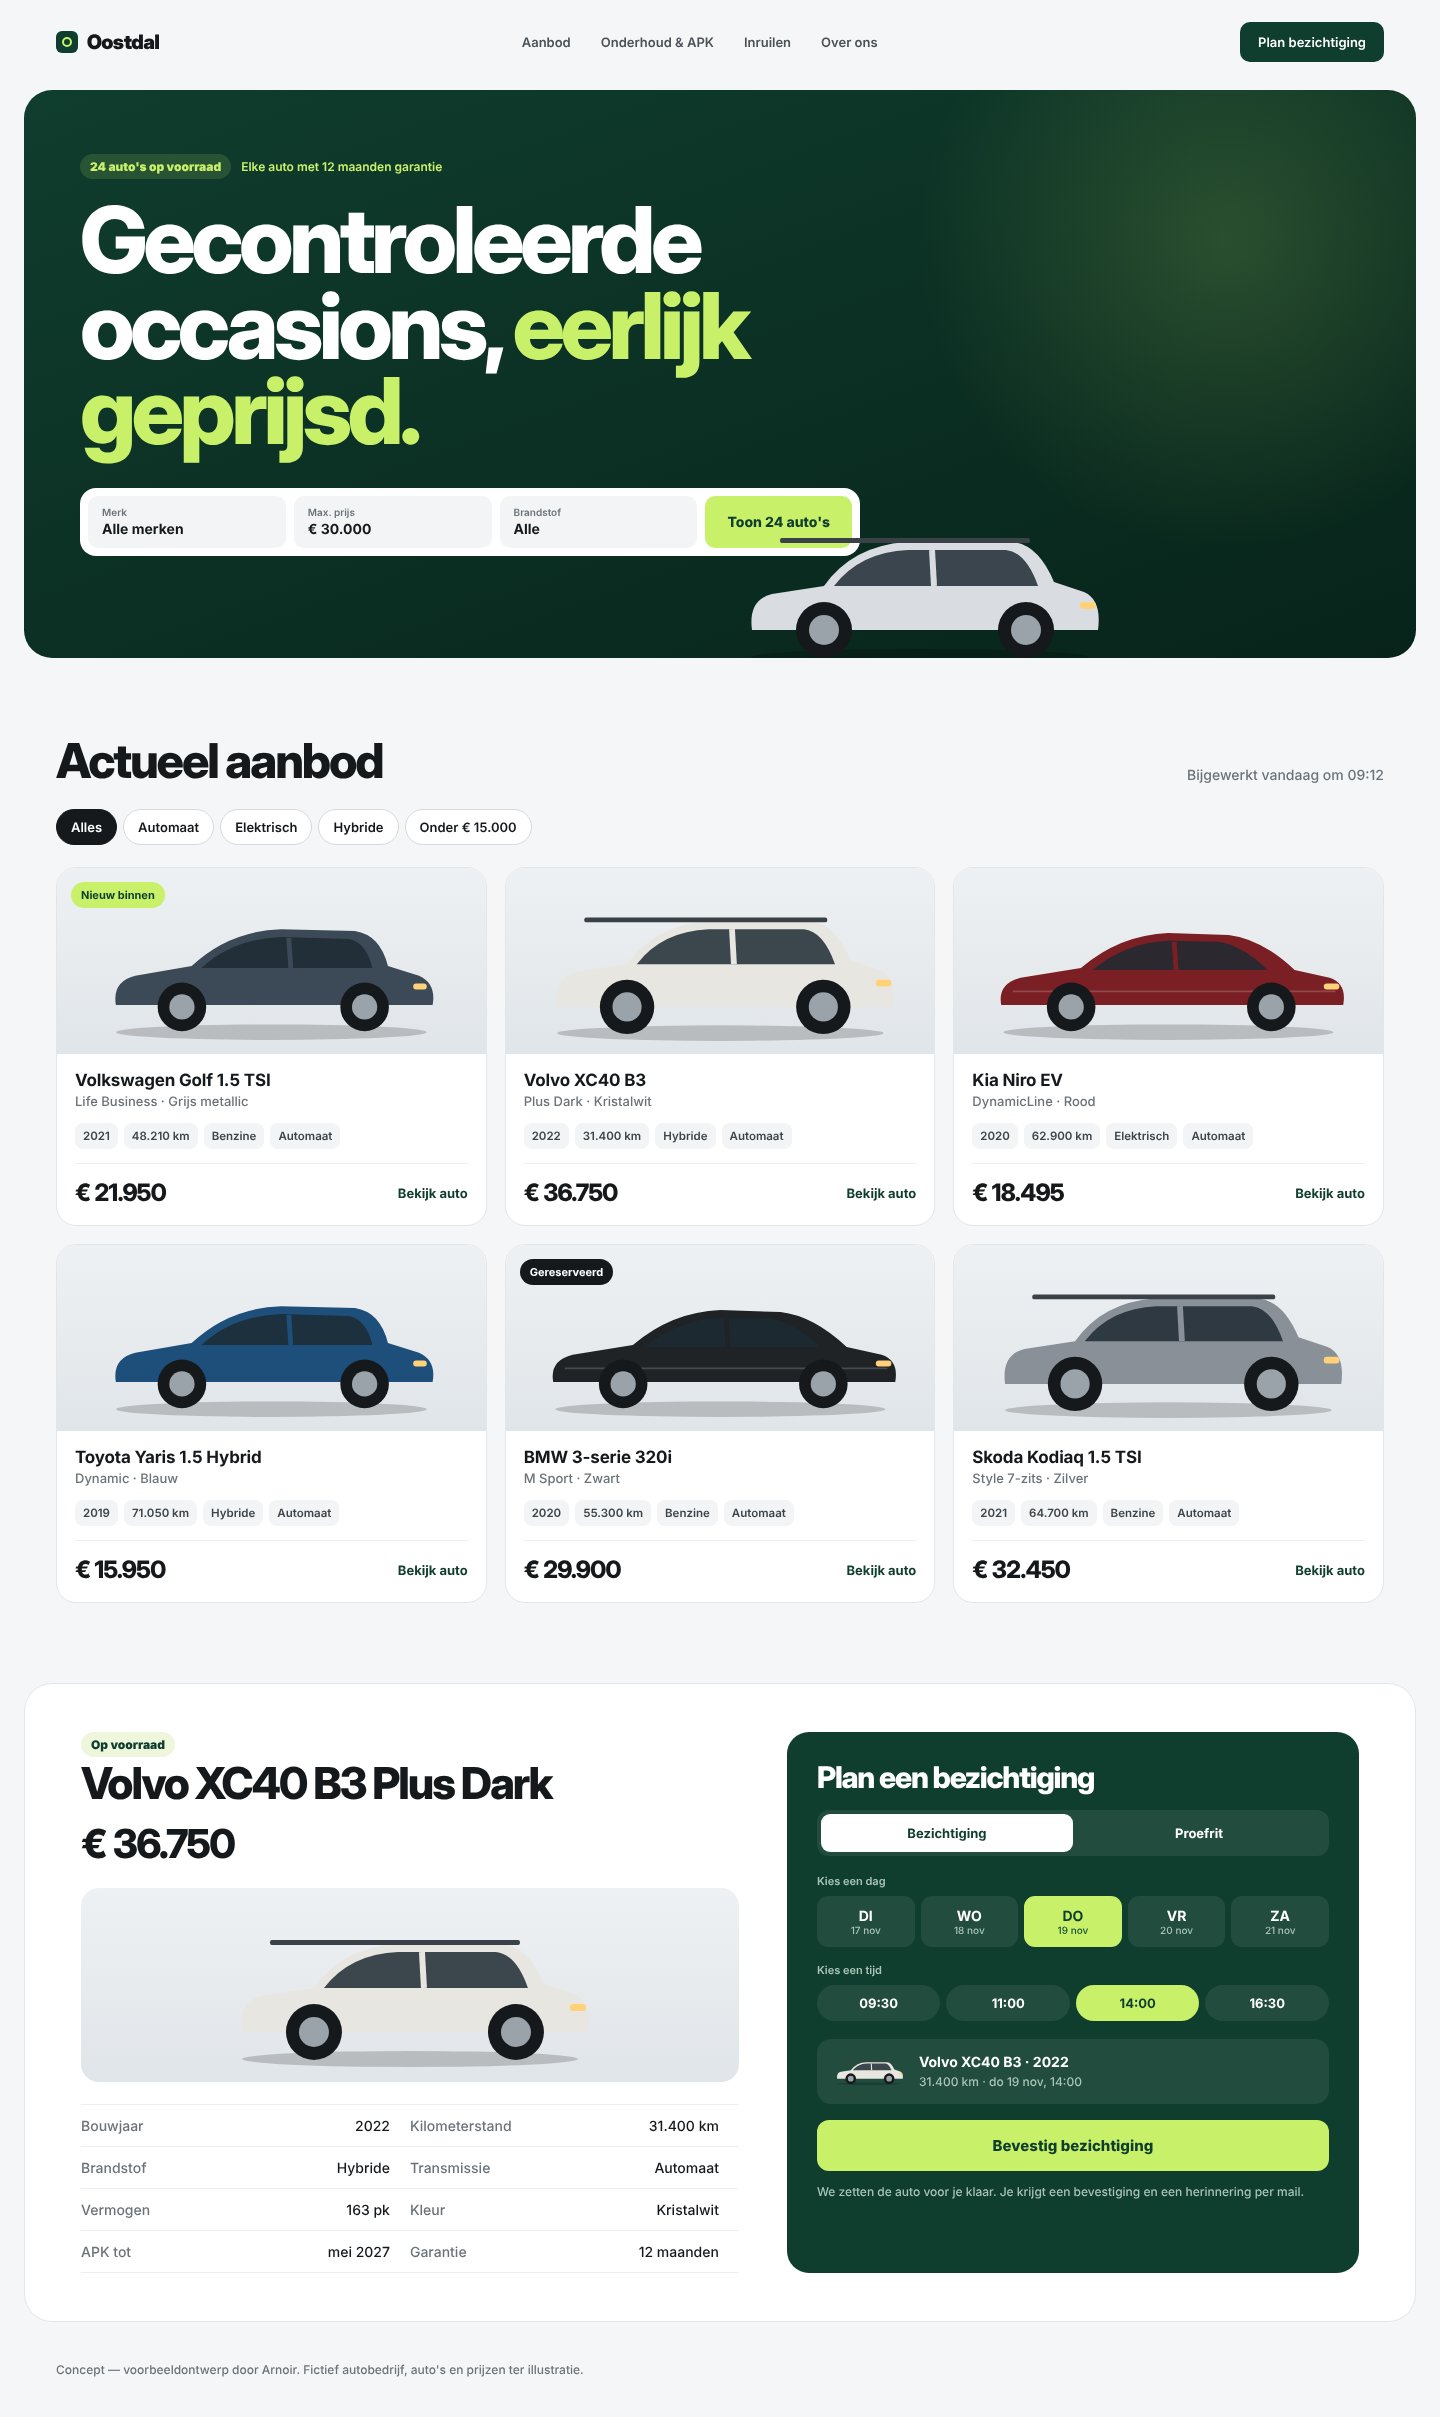 Oostdal
Aanbod
Onderhoud & APK
Inruilen
Over ons
Plan bezichtiging
24 auto's op voorraad
Elke auto met 12 maanden garantie
Gecontroleerde
occasions, eerlijk
geprijsd.
Merk
Alle merken
Max. prijs
€ 30.000
Brandstof
Alle
Toon 24 auto's
Actueel aanbod
Bijgewerkt vandaag om 09:12
Alles
Automaat
Elektrisch
Hybride
Onder € 15.000
Nieuw binnen
Volkswagen Golf 1.5 TSI
Life Business · Grijs metallic
2021
48.210 km
Benzine
Automaat
€ 21.950
Bekijk auto
Volvo XC40 B3
Plus Dark · Kristalwit
2022
31.400 km
Hybride
Automaat
€ 36.750
Bekijk auto
Kia Niro EV
DynamicLine · Rood
2020
62.900 km
Elektrisch
Automaat
€ 18.495
Bekijk auto
Toyota Yaris 1.5 Hybrid
Dynamic · Blauw
2019
71.050 km
Hybride
Automaat
€ 15.950
Bekijk auto
Gereserveerd
BMW 3-serie 320i
M Sport · Zwart
2020
55.300 km
Benzine
Automaat
€ 29.900
Bekijk auto
Skoda Kodiaq 1.5 TSI
Style 7-zits · Zilver
2021
64.700 km
Benzine
Automaat
€ 32.450
Bekijk auto
Op voorraad
Volvo XC40 B3 Plus Dark
€ 36.750
Bouwjaar
2022
Kilometerstand
31.400 km
Brandstof
Hybride
Transmissie
Automaat
Vermogen
163 pk
Kleur
Kristalwit
APK tot
mei 2027
Garantie
12 maanden
Plan een bezichtiging
Bezichtiging
Proefrit
Kies een dag
DI
17 nov
WO
18 nov
DO
19 nov
VR
20 nov
ZA
21 nov
Kies een tijd
09:30
11:00
14:00
16:30
Volvo XC40 B3 · 2022
31.400 km · do 19 nov, 14:00
Bevestig bezichtiging
We zetten de auto voor je klaar. Je krijgt een bevestiging en een herinnering per mail.
Concept — voorbeeldontwerp door Arnoir. Fictief autobedrijf, auto's en prijzen ter illustratie.